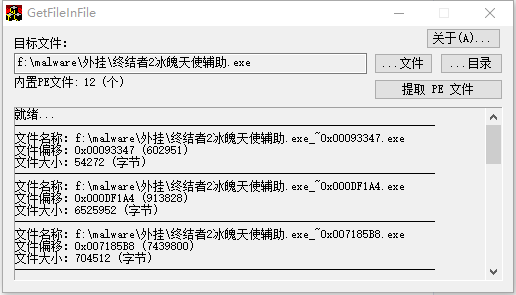 GetFileInFile
目标文件:
关于(A)...
f:\malware\外挂\终结者2冰魄天使辅助.exe
...文件
...目录
内置PE文件: 12 (个)
提取 PE 文件
就绪...
文件名称: f:\malware\外挂\终结者2冰魄天使辅助.exe_~0x00093347.exe
文件偏移: 0x00093347 (602951)
文件大小: 54272 (字节)
文件名称: f:\malware\外挂\终结者2冰魄天使辅助.exe_~0x000DF1A4.exe
文件偏移: 0x000DF1A4 (913828)
文件大小: 6525952 (字节)
文件名称: f:\malware\外挂\终结者2冰魄天使辅助.exe_~0x007185B8.exe
文件偏移: 0x007185B8 (7439800)
文件大小: 704512 (字节)